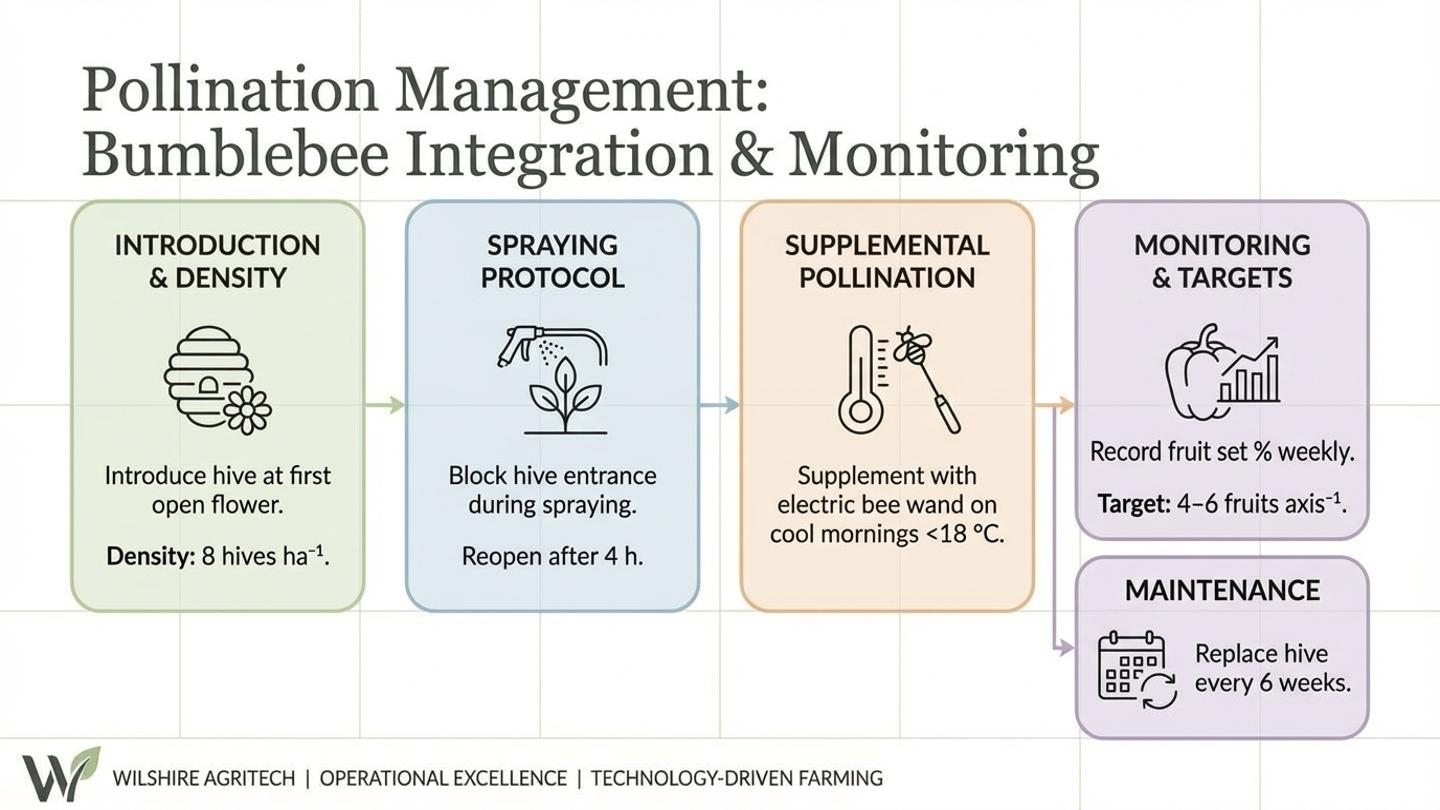 Pollination Management:
Bumblebee Integration & Monitoring
INTRODUCTION
& DENSITY
Introduce hive at first
open flower.
Density: 8 hives ha⁻¹.
SPRAYING
PROTOCOL
Block hive entrance
during spraying.
Reopen after 4 h.
SUPPLEMENTAL
POLLINATION
Supplement with
electric bee wand on
cool mornings <18 °C.
MONITORING
& TARGETS
Record fruit set % weekly.
Target: 4–6 fruits axis⁻¹.
MAINTENANCE
Replace hive
every 6 weeks.
WILSHIRE AGRITECH | OPERATIONAL EXCELLENCE | TECHNOLOGY-DRIVEN FARMING